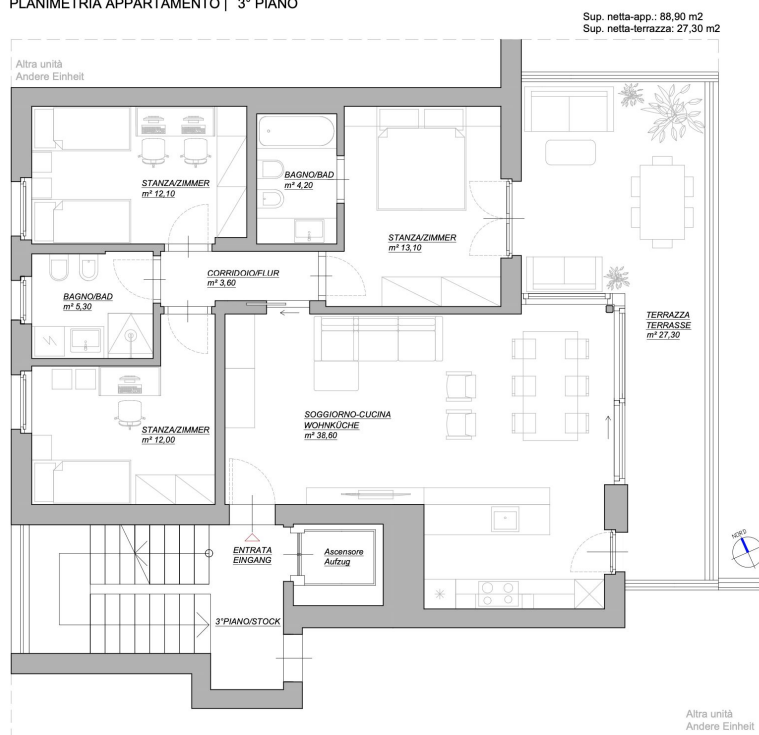 PLANIMETRIA APPARTAMENTO | 3° PIANO
Sup. netta-app.: 88,90 m2
Sup. netta-terrazza: 27,30 m2
Altra unità
Andere Einheit
STANZA/ZIMMER
m² 12,10
BAGNO/BAD
m² 4,20
STANZA/ZIMMER
m² 13,10
CORRIDOIO/FLUR
m² 3,60
BAGNO/BAD
m² 5,30
TERRAZZA
TERRASSE
m² 27,30
SOGGIORNO-CUCINA
WOHNKÜCHE
m² 38,60
STANZA/ZIMMER
m² 12,00
ENTRATA
EINGANG
Ascensore
Aufzug
NORD
3°PIANO/STOCK
Altra unità
Andere Einheit